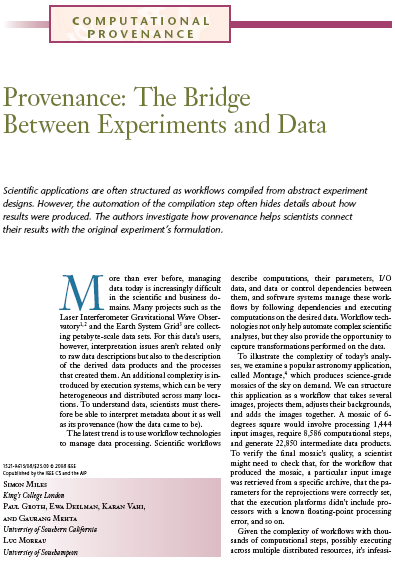 COMPUTATIONAL
PROVENANCE
Provenance: The Bridge
Between Experiments and Data
Scientific applications are often structured as workflows compiled from abstract experiment
designs. However, the automation of the compilation step often hides details about how
results were produced. The authors investigate how provenance helps scientists connect
their results with the original experiment's formulation.
More than ever before, managing
data today is increasingly difficult
in the scientific and business do-
mains. Many projects such as the
Laser Interferometer Gravitational Wave Obser-
vatory1,2 and the Earth System Grid3 are collect-
ing petabyte-scale data sets. For this data's users,
however, interpretation issues aren't related only
to raw data descriptions but also to the description
of the derived data products and the processes
that created them. An additional complexity is in-
troduced by execution systems, which can be very
heterogeneous and distributed across many loca-
tions. To understand data, scientists must there-
fore be able to interpret metadata about it as well
as its provenance (how the data came to be).
The latest trend is to use workflow technologies
to manage data processing. Scientific workflows
1521-9615/08/$25.00 © 2008 IEEE
Copublished by the IEEE CS and the AIP
SIMON MILES
King's College London
PAUL GROTH, EWA DEELMAN, KARAN VAHI,
AND GAURANG MEHTA
University of Southern California
LUC MOREAU
University of Southampton
describe computations, their parameters, I/O
data, and data or control dependencies between
them, and software systems manage these work-
flows by following dependencies and executing
computations on the desired data. Workflow tech-
nologies not only help automate complex scientific
analyses, but they also provide the opportunity to
capture transformations performed on the data.
To illustrate the complexity of today's analy-
ses, we examine a popular astronomy application,
called Montage,4 which produces science-grade
mosaics of the sky on demand. We can structure
this application as a workflow that takes several
images, projects them, adjusts their backgrounds,
and adds the images together. A mosaic of 6-
degrees square would involve processing 1,444
input images, require 8,586 computational steps,
and generate 22,850 intermediate data products.
To verify the final mosaic's quality, a scientist
might need to check that, for the workflow that
produced the mosaic, a particular input image
was retrieved from a specific archive, that the pa-
rameters for the reprojections were correctly set,
that the execution platforms didn't include pro-
cessors with a known floating-point processing
error, and so on.
Given the complexity of workflows with thou-
sands of computational steps, possibly executing
across multiple distributed resources, it's infeasi-